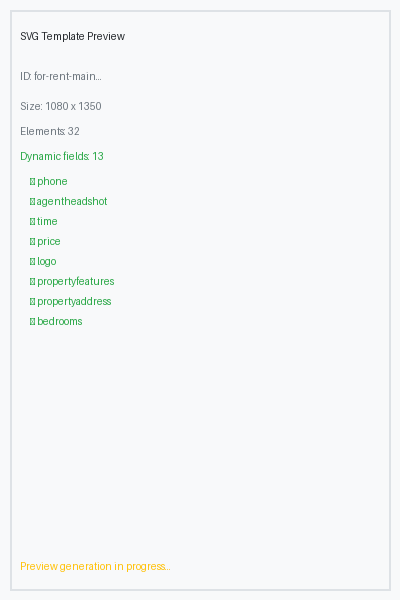 SVG Template Preview
ID: for-rent-main...
Size: 1080 x 1350
Elements: 32
Dynamic fields: 13
phone
agentheadshot
time
price
logo
propertyfeatures
propertyaddress
bedrooms
Preview generation in progress...